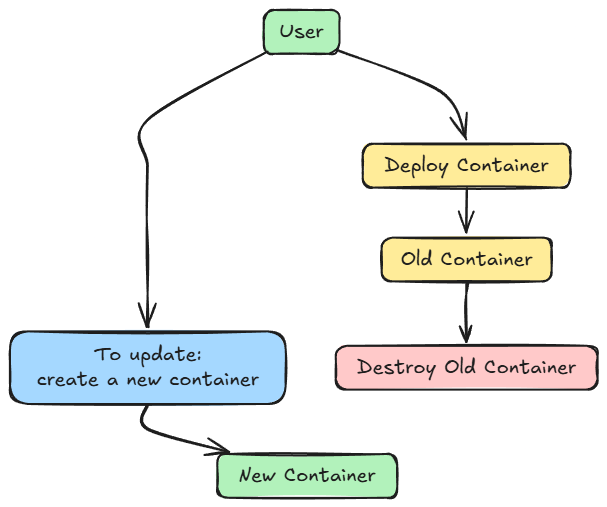 User
Deploy Container
Old Container
To update:
create a new container
Destroy Old Container
New Container